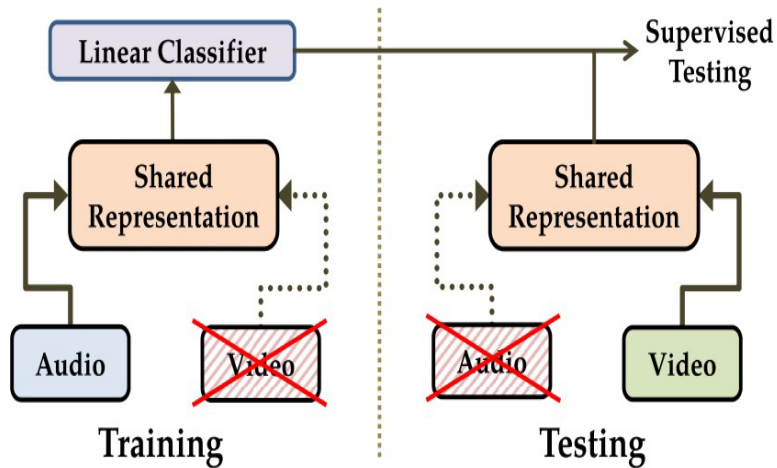 Linear Classifier
Supervised
Testing
Shared
Representation
Shared
Representation
Audio
Video
Audio
Video
Training
Testing